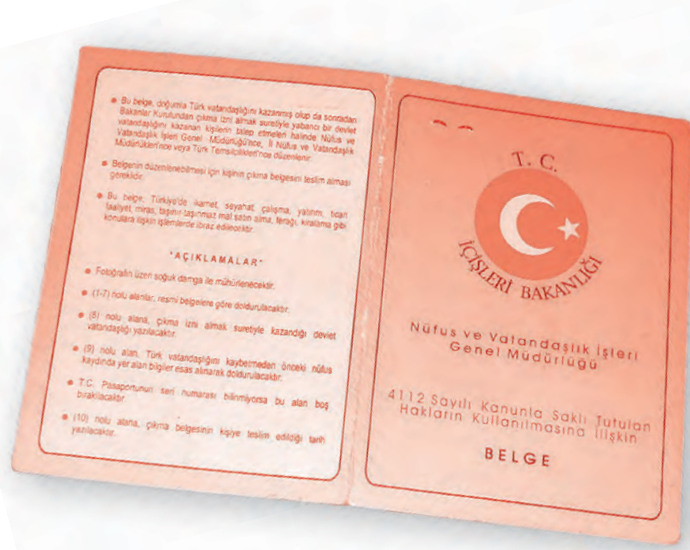 ● Bu belge, doğumla Türk vatandaşlığını kazanmış olup da sonradan
Bakanlar Kurulundan çıkma izni almak suretiyle yabancı bir devlet
vatandaşlığını kazanan kişilerin talep etmeleri halinde Nüfus ve
Vatandaşlık İşleri Genel Müdürlüğü'nce, İl Nüfus ve Vatandaşlık
Müdürlükleri'nce veya Türk Temsilcilikleri'nce düzenlenir.
● Belgenin düzenlenebilmesi için kişinin çıkma belgesini teslim alması
gereklidir.
● Bu belge, Türkiye'de ikamet, seyahat, çalışma, yatırım, ticari
faaliyet, miras, taşınır taşınmaz mal satın alma, ferağı, kiralama gibi
konulara ilişkin işlemlerde ibraz edilecektir.
"AÇIKLAMALAR"
● Fotoğrafın üzeri soğuk damga ile mühürlenecektir.
● (1-7) nolu alanlar, resmi belgelere göre doldurulacaktır.
● (8) nolu alana, çıkma izni almak suretiyle kazandığı devlet
vatandaşlığı yazılacaktır.
● (9) nolu alan, Türk vatandaşlığını kaybetmeden önceki nüfus
kaydında yer alan bilgiler esas alınarak doldurulacaktır.
● T.C. Pasaportunun seri numarası bilinmiyorsa bu alan boş
bırakılacaktır.
● (10) nolu alana, çıkma belgesinin kişiye teslim edildiği tarih
yazılacaktır.
T. C.
İÇİŞLERİ BAKANLIĞI
Nüfus ve Vatandaşlık İşleri
Genel Müdürlüğü
4112 Sayılı Kanunla Saklı Tutulan
Hakların Kullanılmasına İlişkin
BELGE